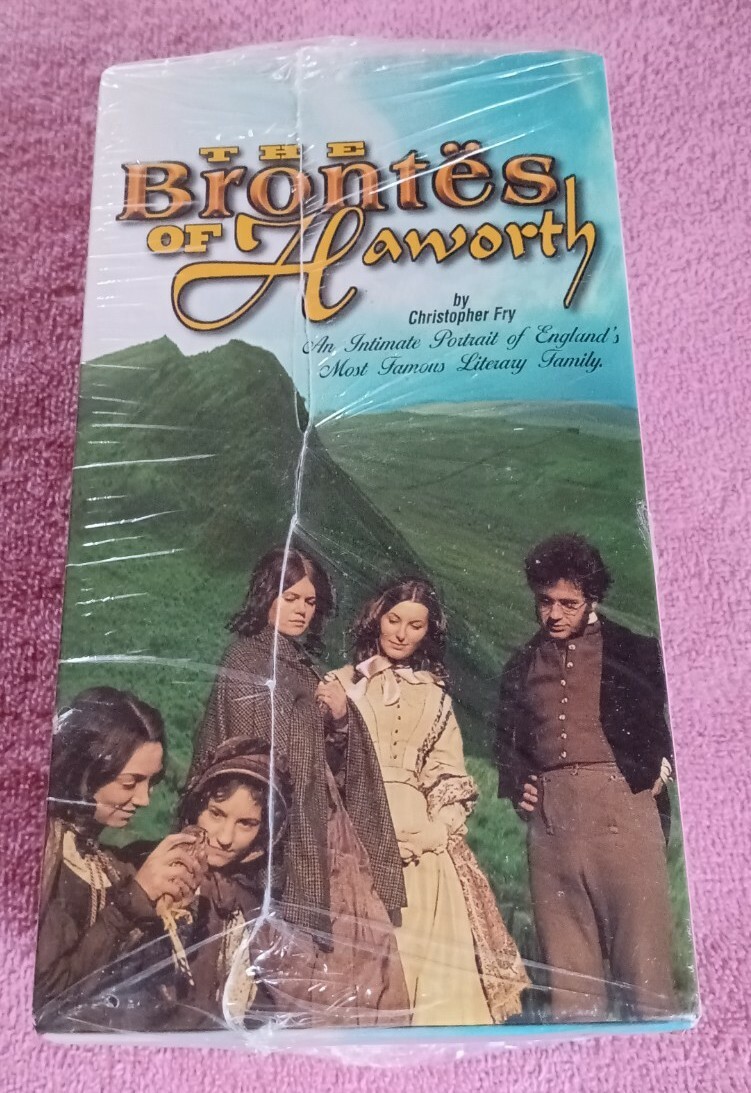 THE
Brontës
OF Haworth
by
Christopher Fry
An Intimate Portrait of England's
Most Famous Literary Family.